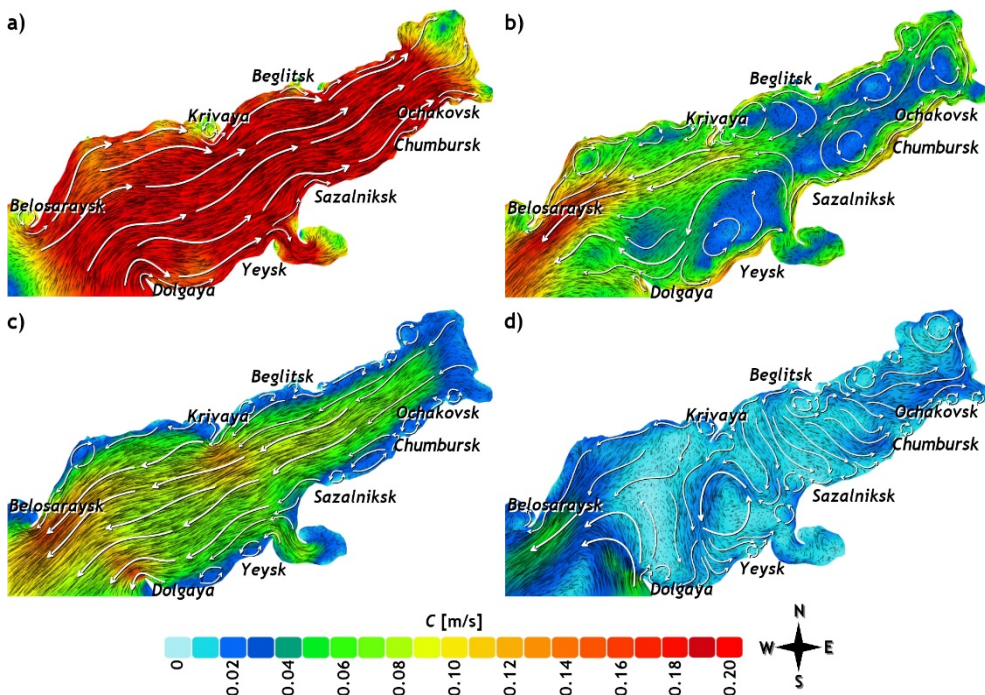 a)
Beglitsk
Krivaya
Ochakovsk
Chumbursk
Belosaraysk
Sazalniksk
Yeysk
Dolgaya
b)
Beglitsk
Krivaya
Ochakovsk
Chumbursk
Belosaraysk
Sazalniksk
Yeysk
Dolgaya
c)
Beglitsk
Krivaya
Ochakovsk
Chumbursk
Belosaraysk
Sazalniksk
Yeysk
Dolgaya
d)
Beglitsk
Krivaya
Ochakovsk
Chumbursk
Belosaraysk
Sazalniksk
Yeysk
Dolgaya
C [m/s]
0 0.02 0.04 0.06 0.08 0.10 0.12 0.14 0.16 0.18 0.20
N
W E
S